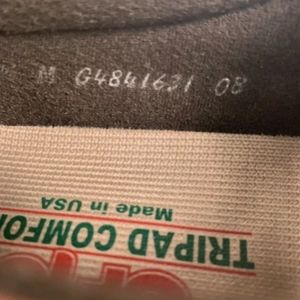 M G4841631 08
TRIPAD COMFO
Made in USA